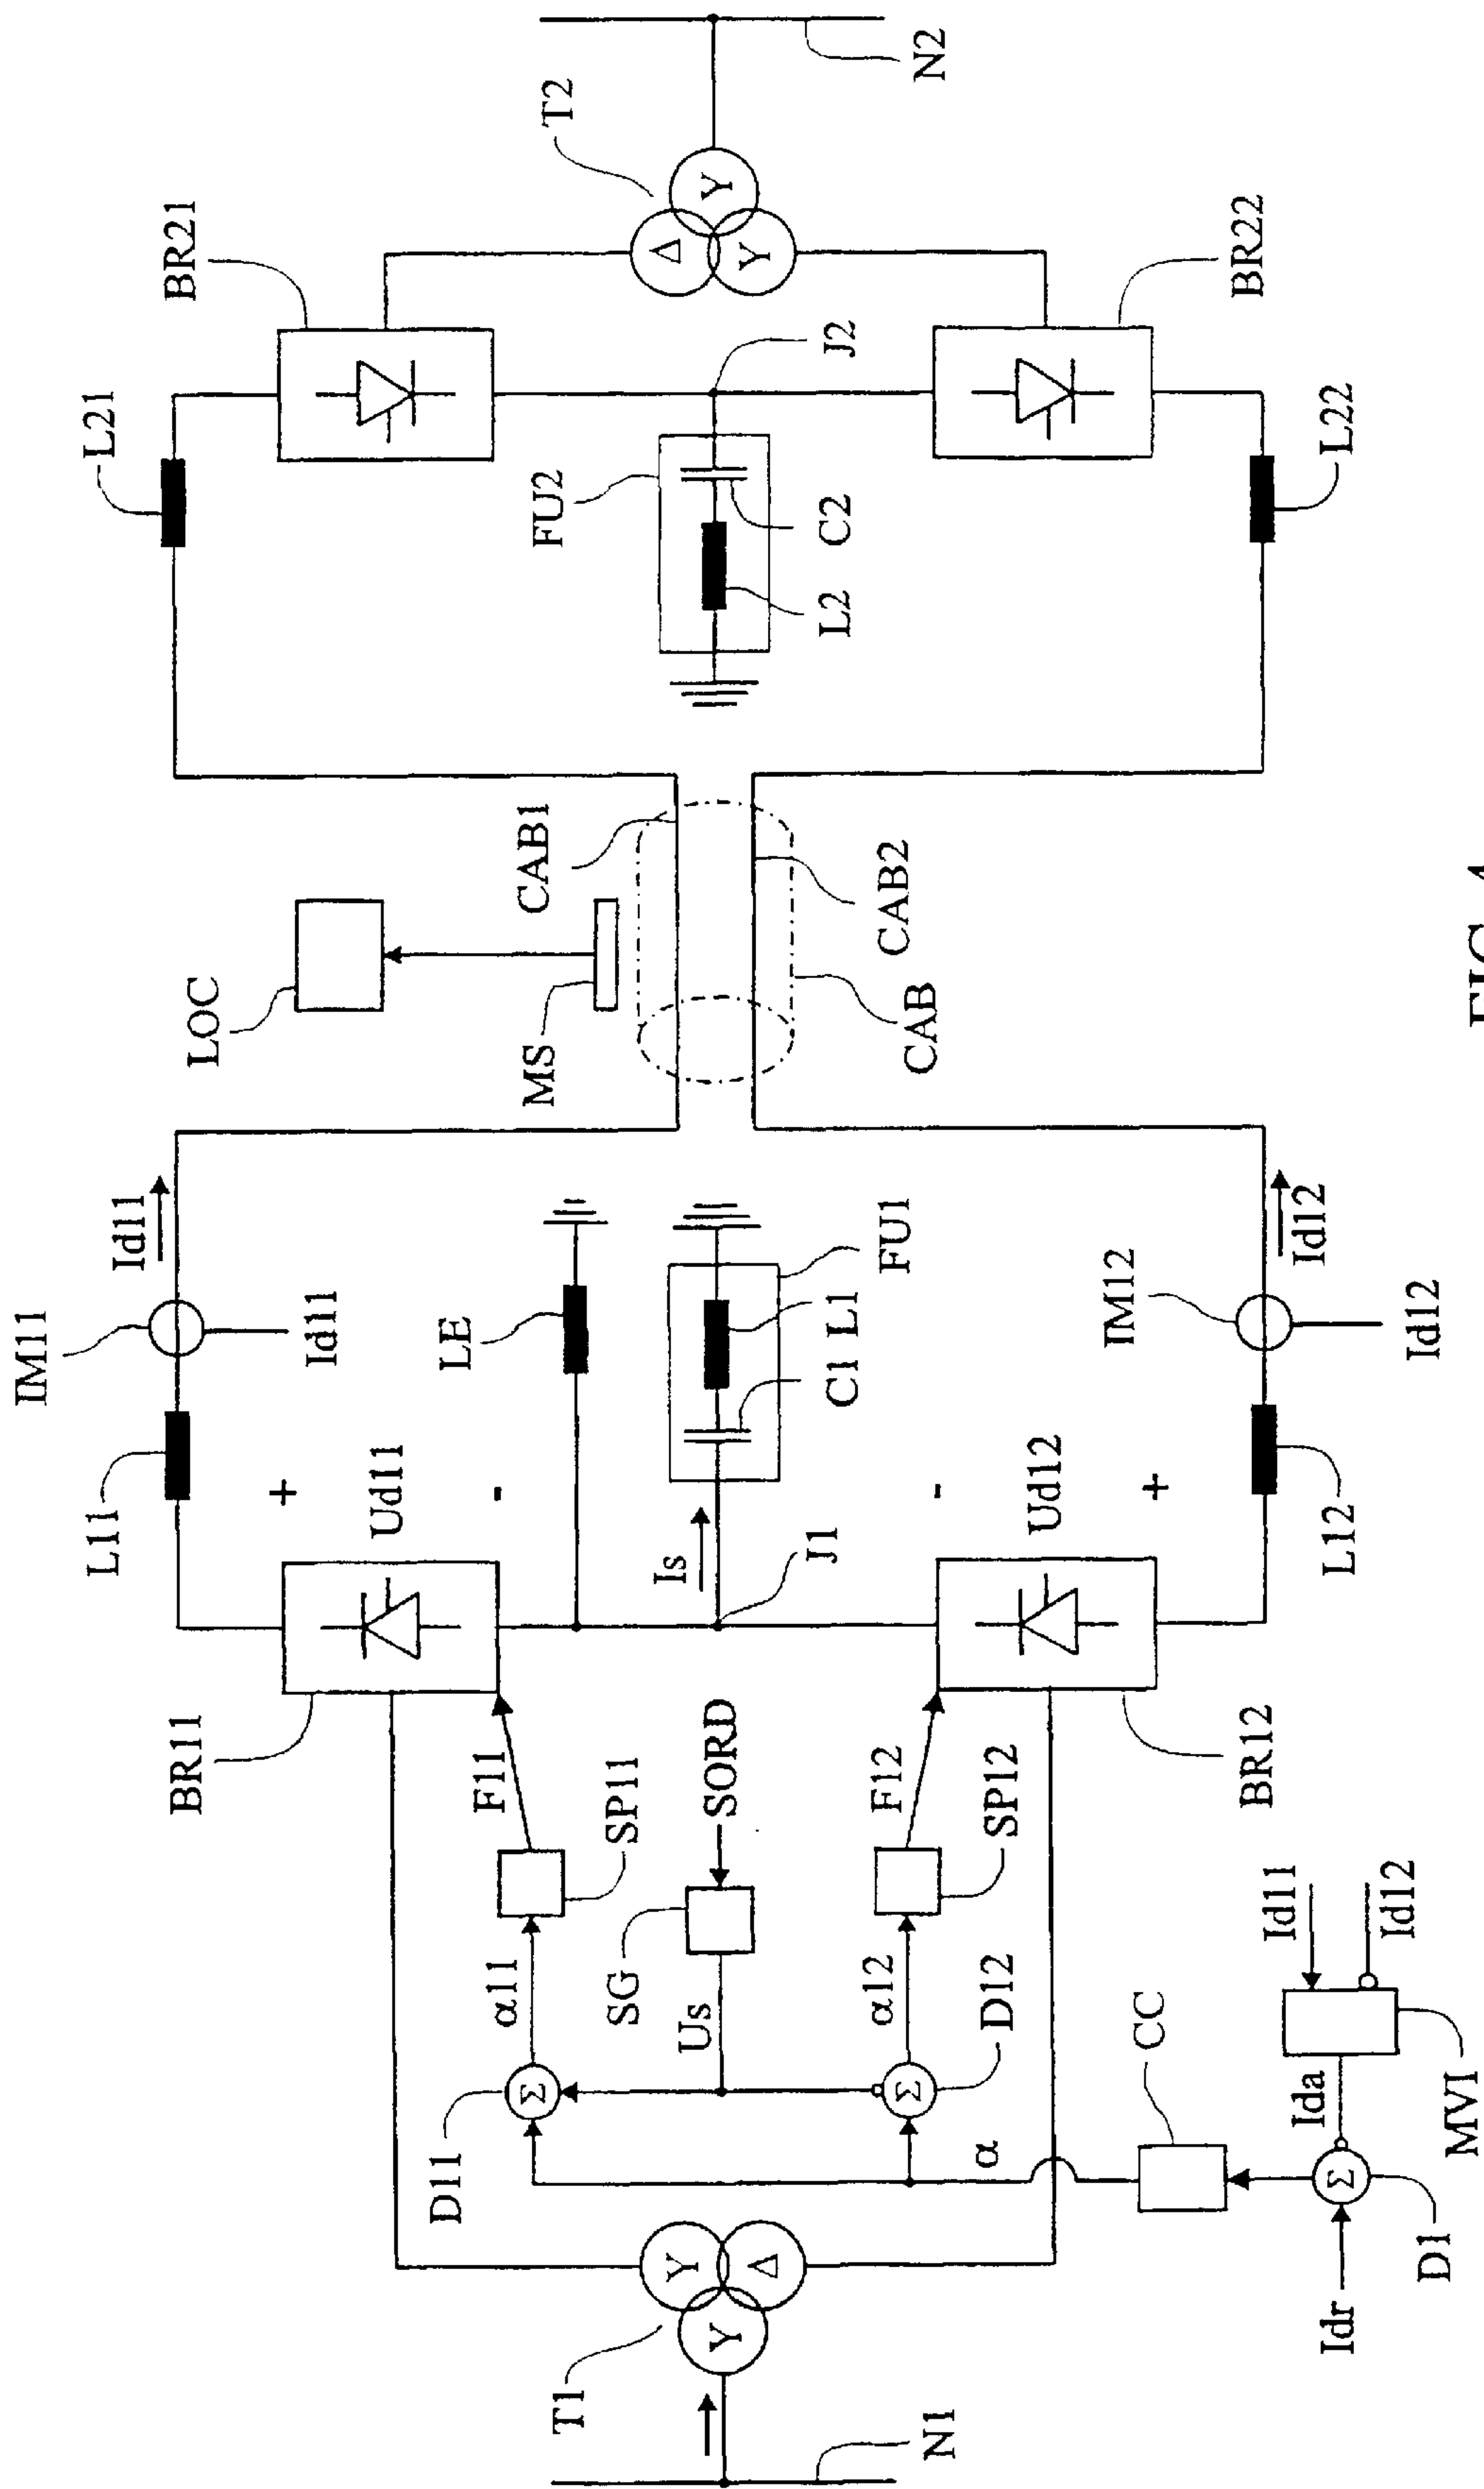 IM11
Id11
L11
L21
BR21
T2
N2
+
Ud11
-
Id11
LOC
MS
CAB1
FU2
C2
L2
J2
Δ
Y
Y
BR11
F11
LE
SP11
α11
D11
Is
C1
L1
FU1
CAB2
CAB
J1
SORD
SG
Us
T1
N1
Y
Y
Δ
Σ
Σ
α12
D12
F12
SP12
-
Ud12
+
IM12
Id12
Id12
L12
L22
BR22
BR12
α
CC
Idr
Σ
D1
Ida
MVI
Id11
Id12